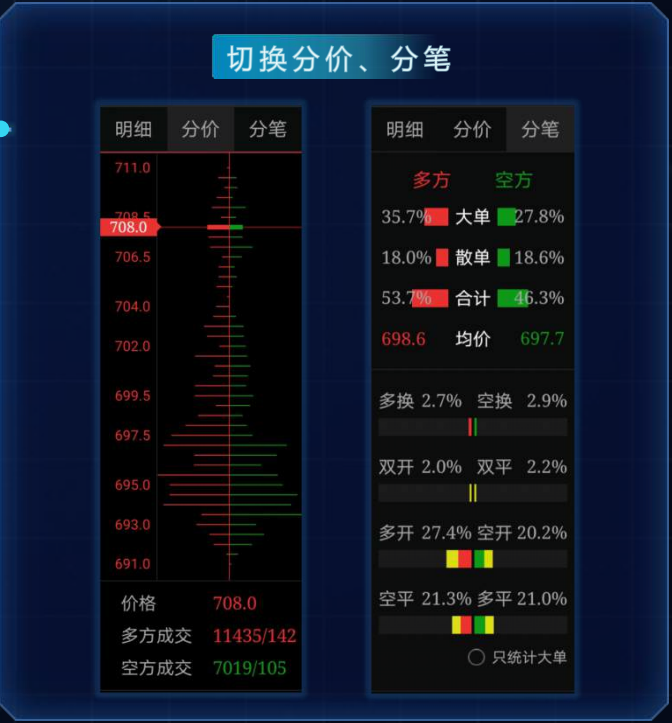 切换分价、分笔
明细 分价 分笔
711.0
708.5
708.0
706.5
704.0
702.0
699.5
697.5
695.0
693.0
691.0
价格 708.0
多方成交 11435/142
空方成交 7019/105
明细 分价 分笔
多方 空方
35.7% 大单 27.8%
18.0% 散单 18.6%
53.7% 合计 46.3%
698.6 均价 697.7
多换 2.7% 空换 2.9%
双开 2.0% 双平 2.2%
多开 27.4% 空开 20.2%
空平 21.3% 多平 21.0%
只统计大单